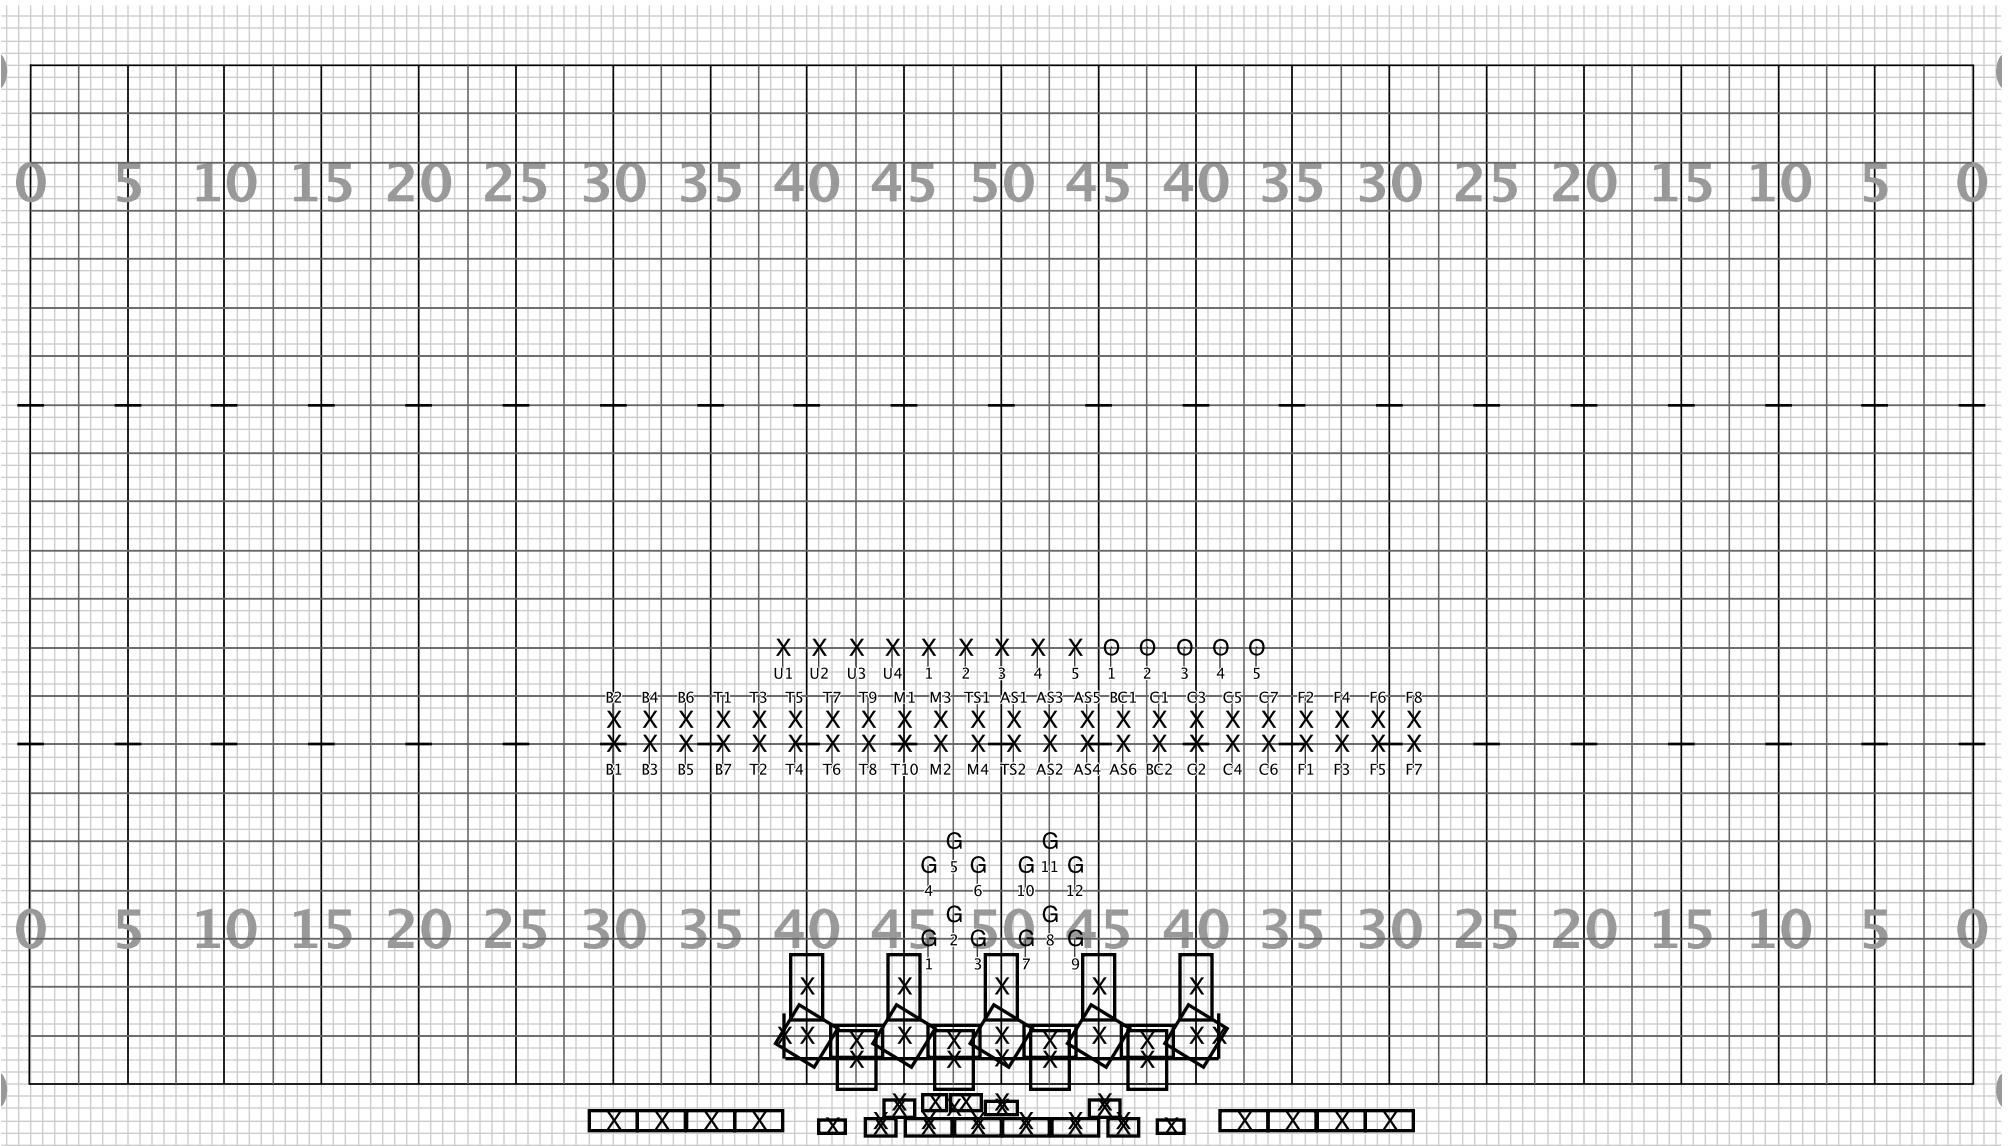 0 5 10 15 20 25 30 35 40 45 50 45 40 35 30 25 20 15 10 5 0
X X X X X X X X X O O O O O
U1 U2 U3 U4 1 2 3 4 5 1 2 3 4 5
B2 B4 B6 T1 T3 T5 T7 T9 M1 M3 TS1 AS1 AS3 AS5 BC1 C1 C3 C5 C7 F2 F4 F6 F8
X X X X X X X X X X X X X X X X X X X X X X X
X X X X X X X X X X X X X X X X X X X X X X X
B1 B3 B5 B7 T2 T4 T6 T8 T10 M2 M4 TS2 AS2 AS4 AS6 BC2 C2 C4 C6 F1 F3 F5 F7
G G
G 5 G G 11 G
4 6 10 12
G G
0 5 10 15 20 25 30 35 40 45 50 45 40 35 30 25 20 15 10 5 0
G 2 G G 8 G
1 3 7 9
X X X X X
X X X X X X X
X X X X
X X X X X
X X X X X X
X X X X X X X X
X X X X X X X X